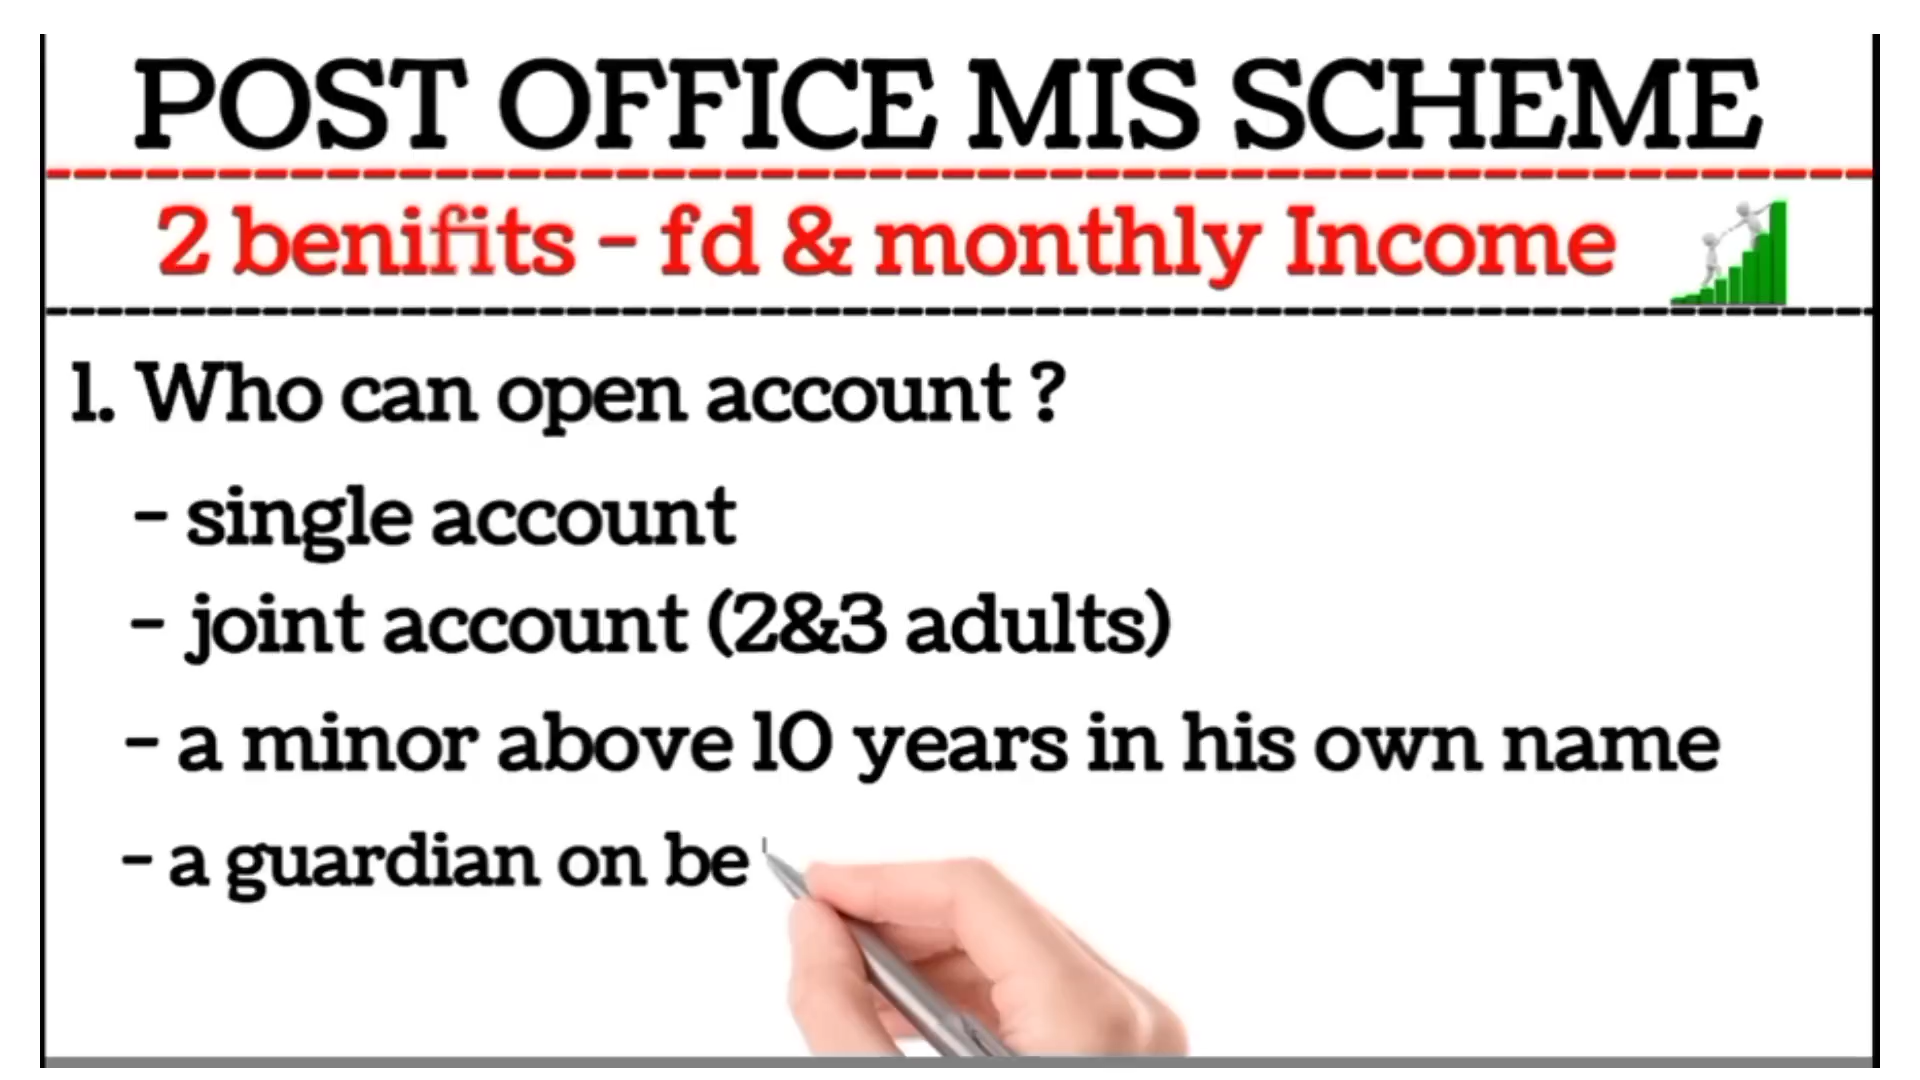 POST OFFICE MIS SCHEME
2 benifits - fd & monthly Income
1. Who can open account ?
- single account
- joint account (2&3 adults)
- a minor above 10 years in his own name
- a guardian on be